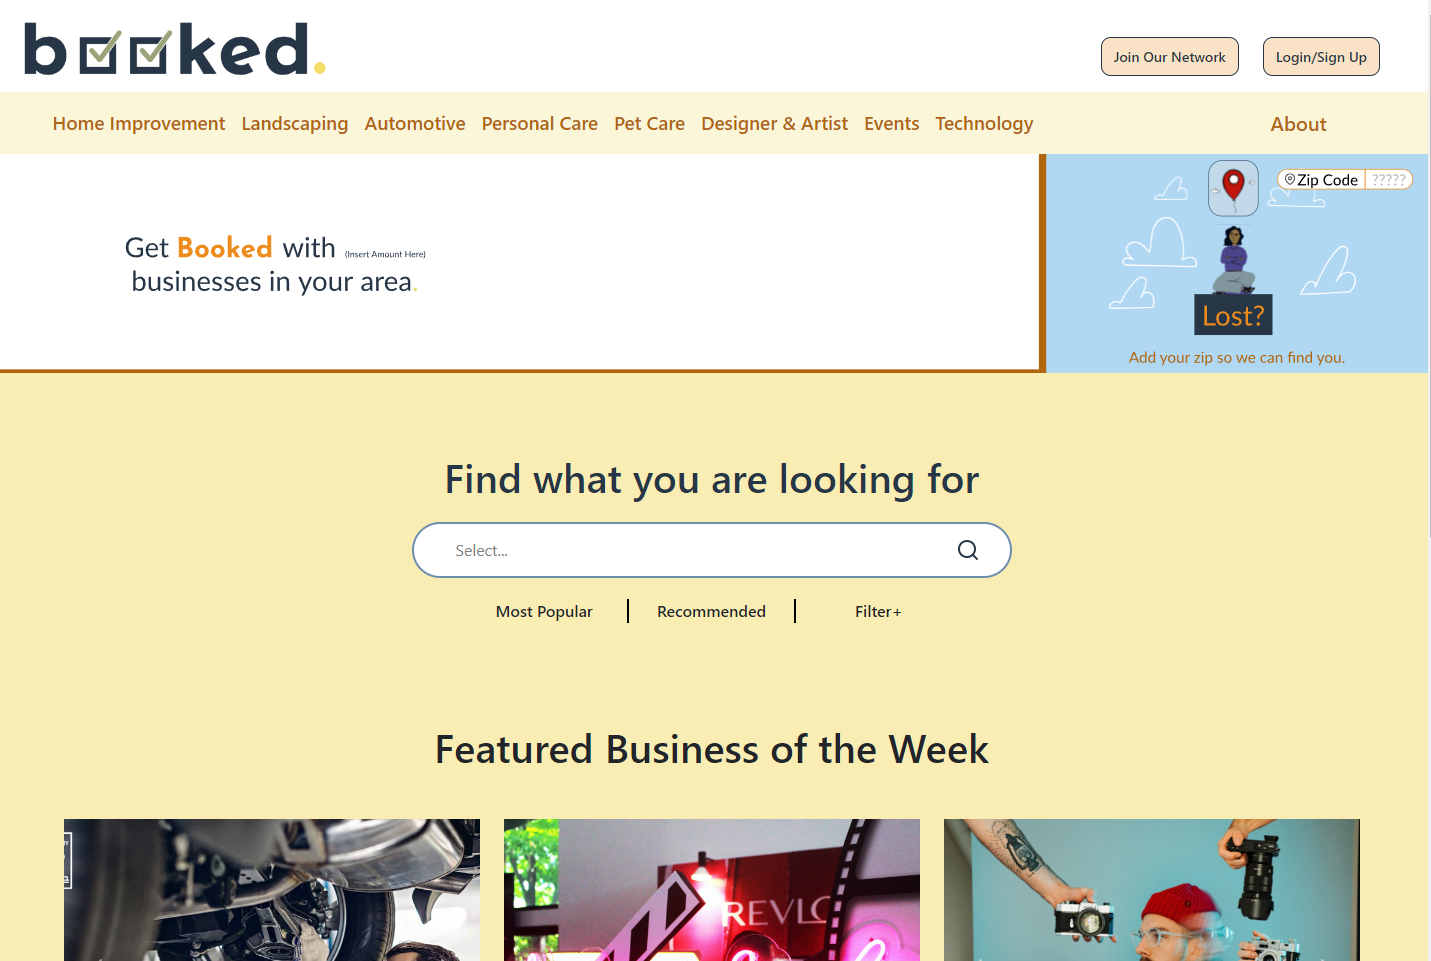 booked.
Join Our Network
Login/Sign Up
Home Improvement
Landscaping
Automotive
Personal Care
Pet Care
Designer & Artist
Events
Technology
About
Get Booked with (Insert Amount Here)
businesses in your area.
Zip Code
?????
Lost?
Add your zip so we can find you.
Find what you are looking for
Select...
Most Popular
Recommended
Filter+
Featured Business of the Week
REVLO